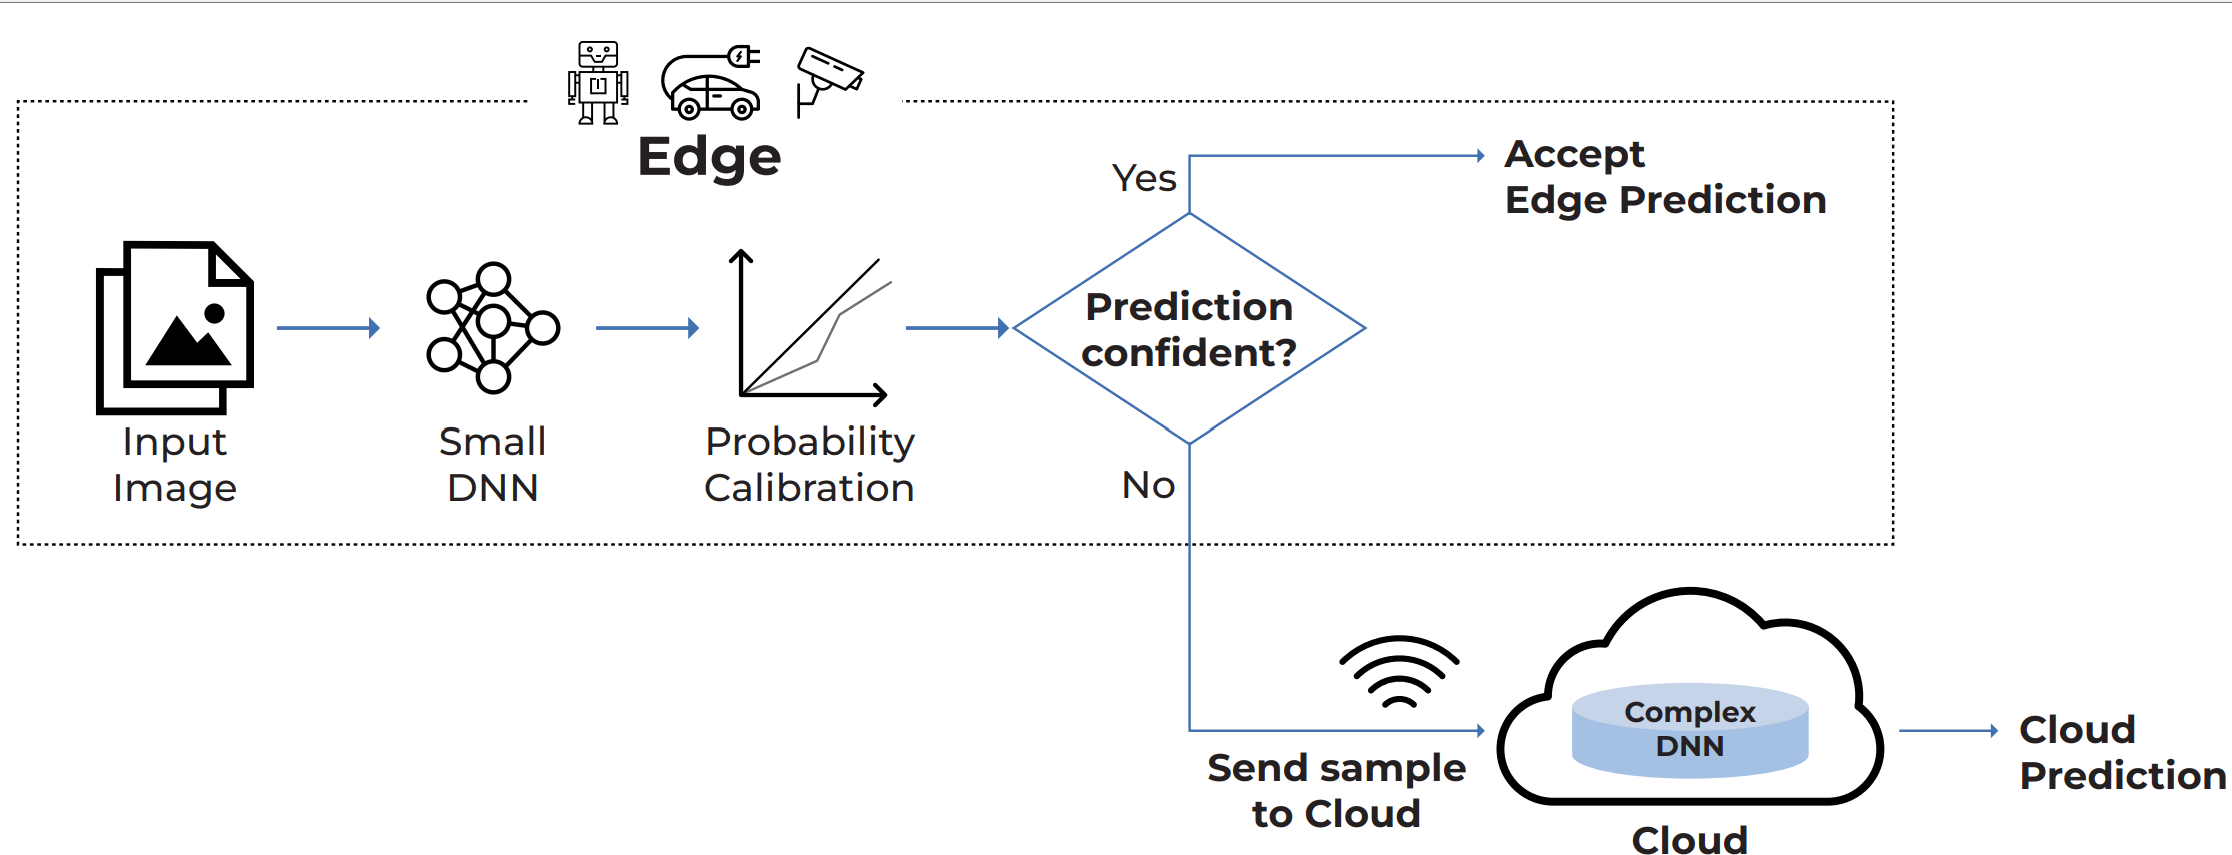 Edge
Input
Image
Small
DNN
Probability
Calibration
Prediction
confident?
Yes
Accept
Edge Prediction
No
Send sample
to Cloud
Complex
DNN
Cloud
Cloud
Prediction